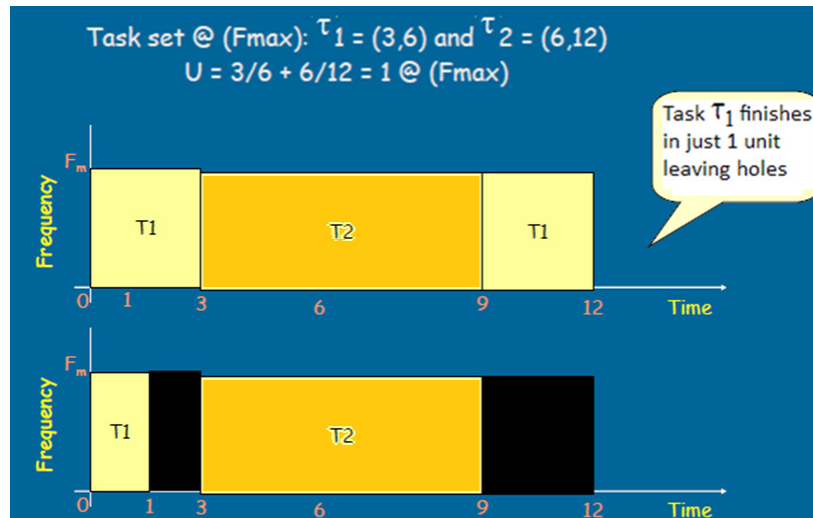 Task set @ (Fmax): τ1 = (3,6) and τ2 = (6,12)
U = 3/6 + 6/12 = 1 @ (Fmax)
Task τ1 finishes
in just 1 unit
leaving holes
Fm
Frequency
T1
T2
T1
0 1 3 6 9 12 Time
Fm
Frequency
T1
T2
0 1 3 6 9 12 Time